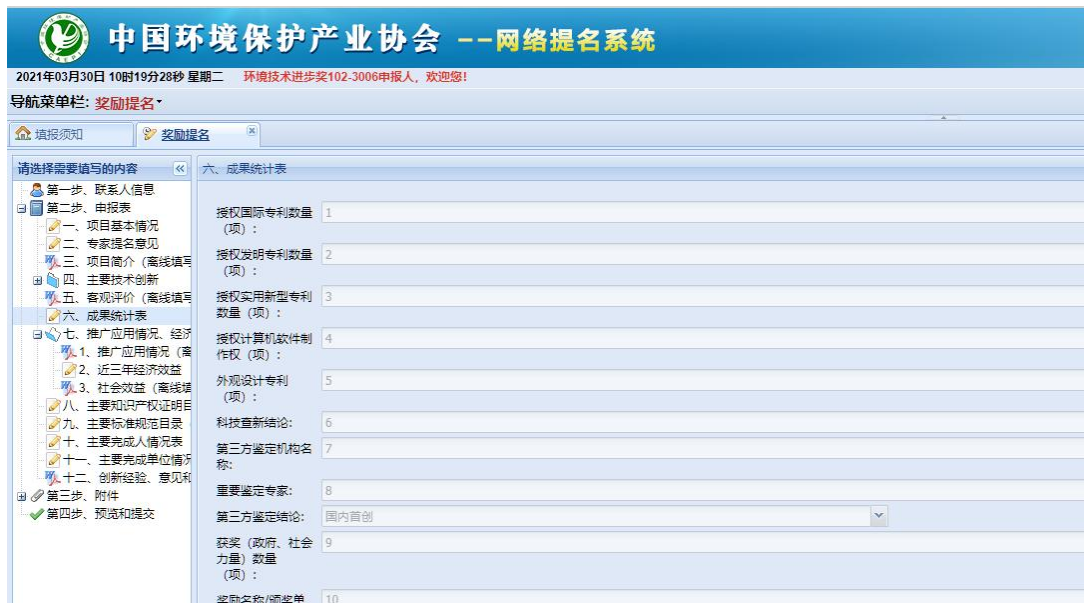 中国环境保护产业协会 --网络提名系统
2021年03月30日 10时19分28秒 星期二 环境技术进步奖102-3006申报人，欢迎您!
导航菜单栏: 奖励提名
填报须知 奖励提名
请选择需要填写的内容
第一步、联系人信息
第二步、申报表
一、项目基本情况
二、专家提名意见
三、项目简介（离线填写
四、主要技术创新
五、客观评价（离线填写
六、成果统计表
七、推广应用情况、经济
1、推广应用情况（离
2、近三年经济效益
3、社会效益（离线填
八、主要知识产权证明目
九、主要标准规范目录
十、主要完成人情况表
十一、主要完成单位情况
十二、创新经验、意见和
第三步、附件
第四步、预览和提交
六、成果统计表
授权国际专利数量 1
（项）:
授权发明专利数量 2
（项）:
授权实用新型专利 3
数量（项）:
授权计算机软件制 4
作权（项）:
外观设计专利 5
（项）:
科技查新结论: 6
第三方鉴定机构名 7
称:
重要鉴定专家: 8
第三方鉴定结论: 国内首创
获奖（政府、社会 9
力量）数量
（项）:
奖励名称/颁奖单 10